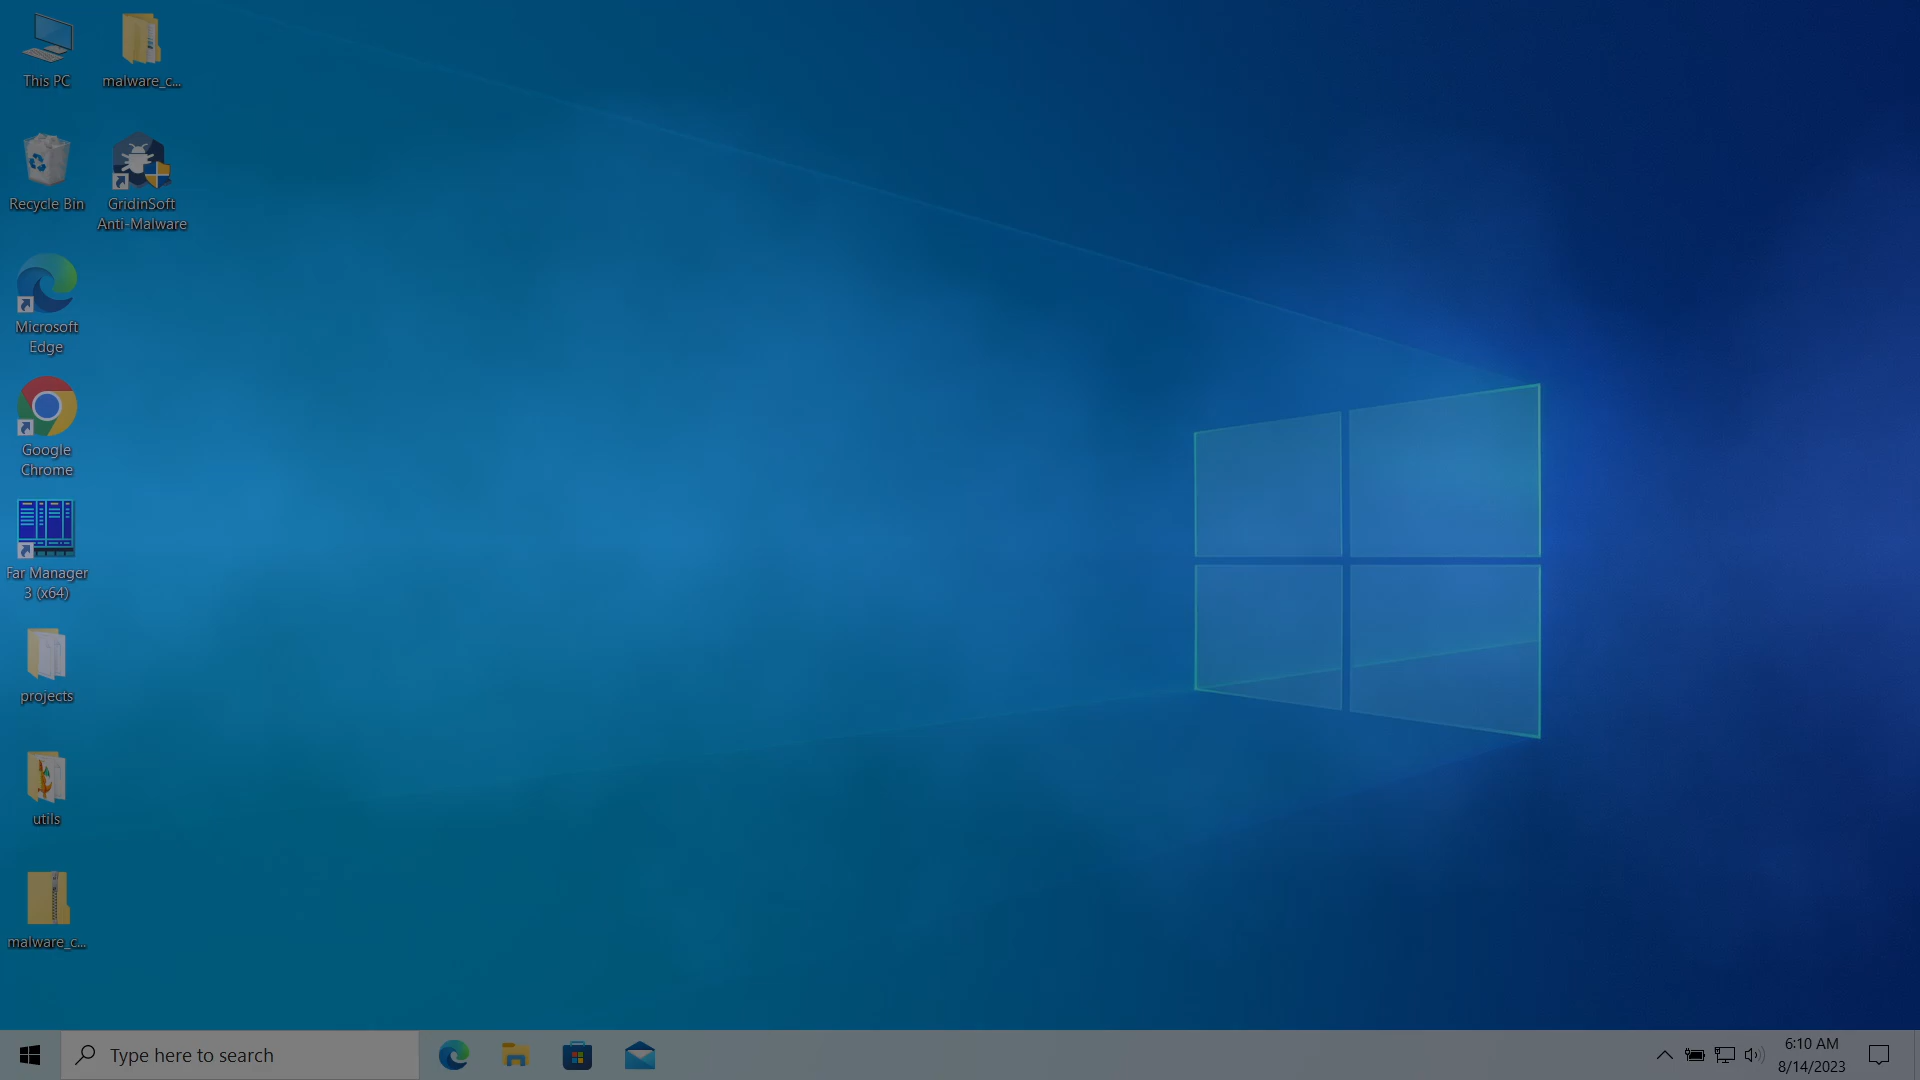 This PC
malware_c...
Recycle Bin
GridinSoft
Anti-Malware
Microsoft
Edge
Google
Chrome
Far Manager
3 (x64)
projects
utils
malware_c...
Type here to search
6:10 AM
8/14/2023